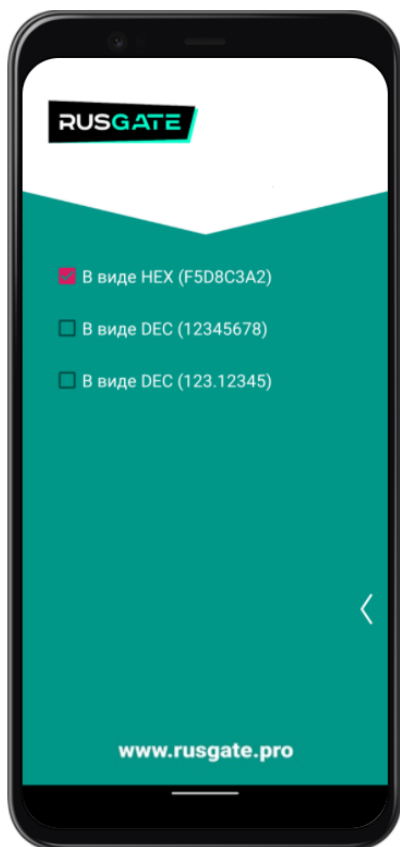 RUSGATE
В виде HEX (F5D8C3A2)
В виде DEC (12345678)
В виде DEC (123.12345)
www.rusgate.pro